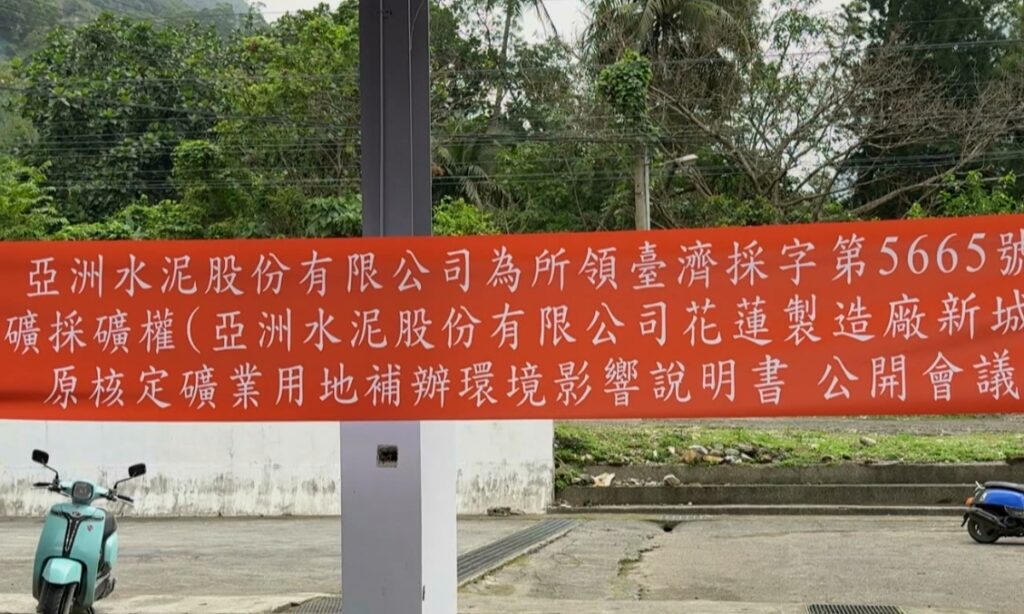 亞洲水泥股份有限公司為所領臺濟採字第5665號
礦採礦權(亞洲水泥股份有限公司花蓮製造廠新城
原核定礦業用地補辦環境影響說明書 公開會議